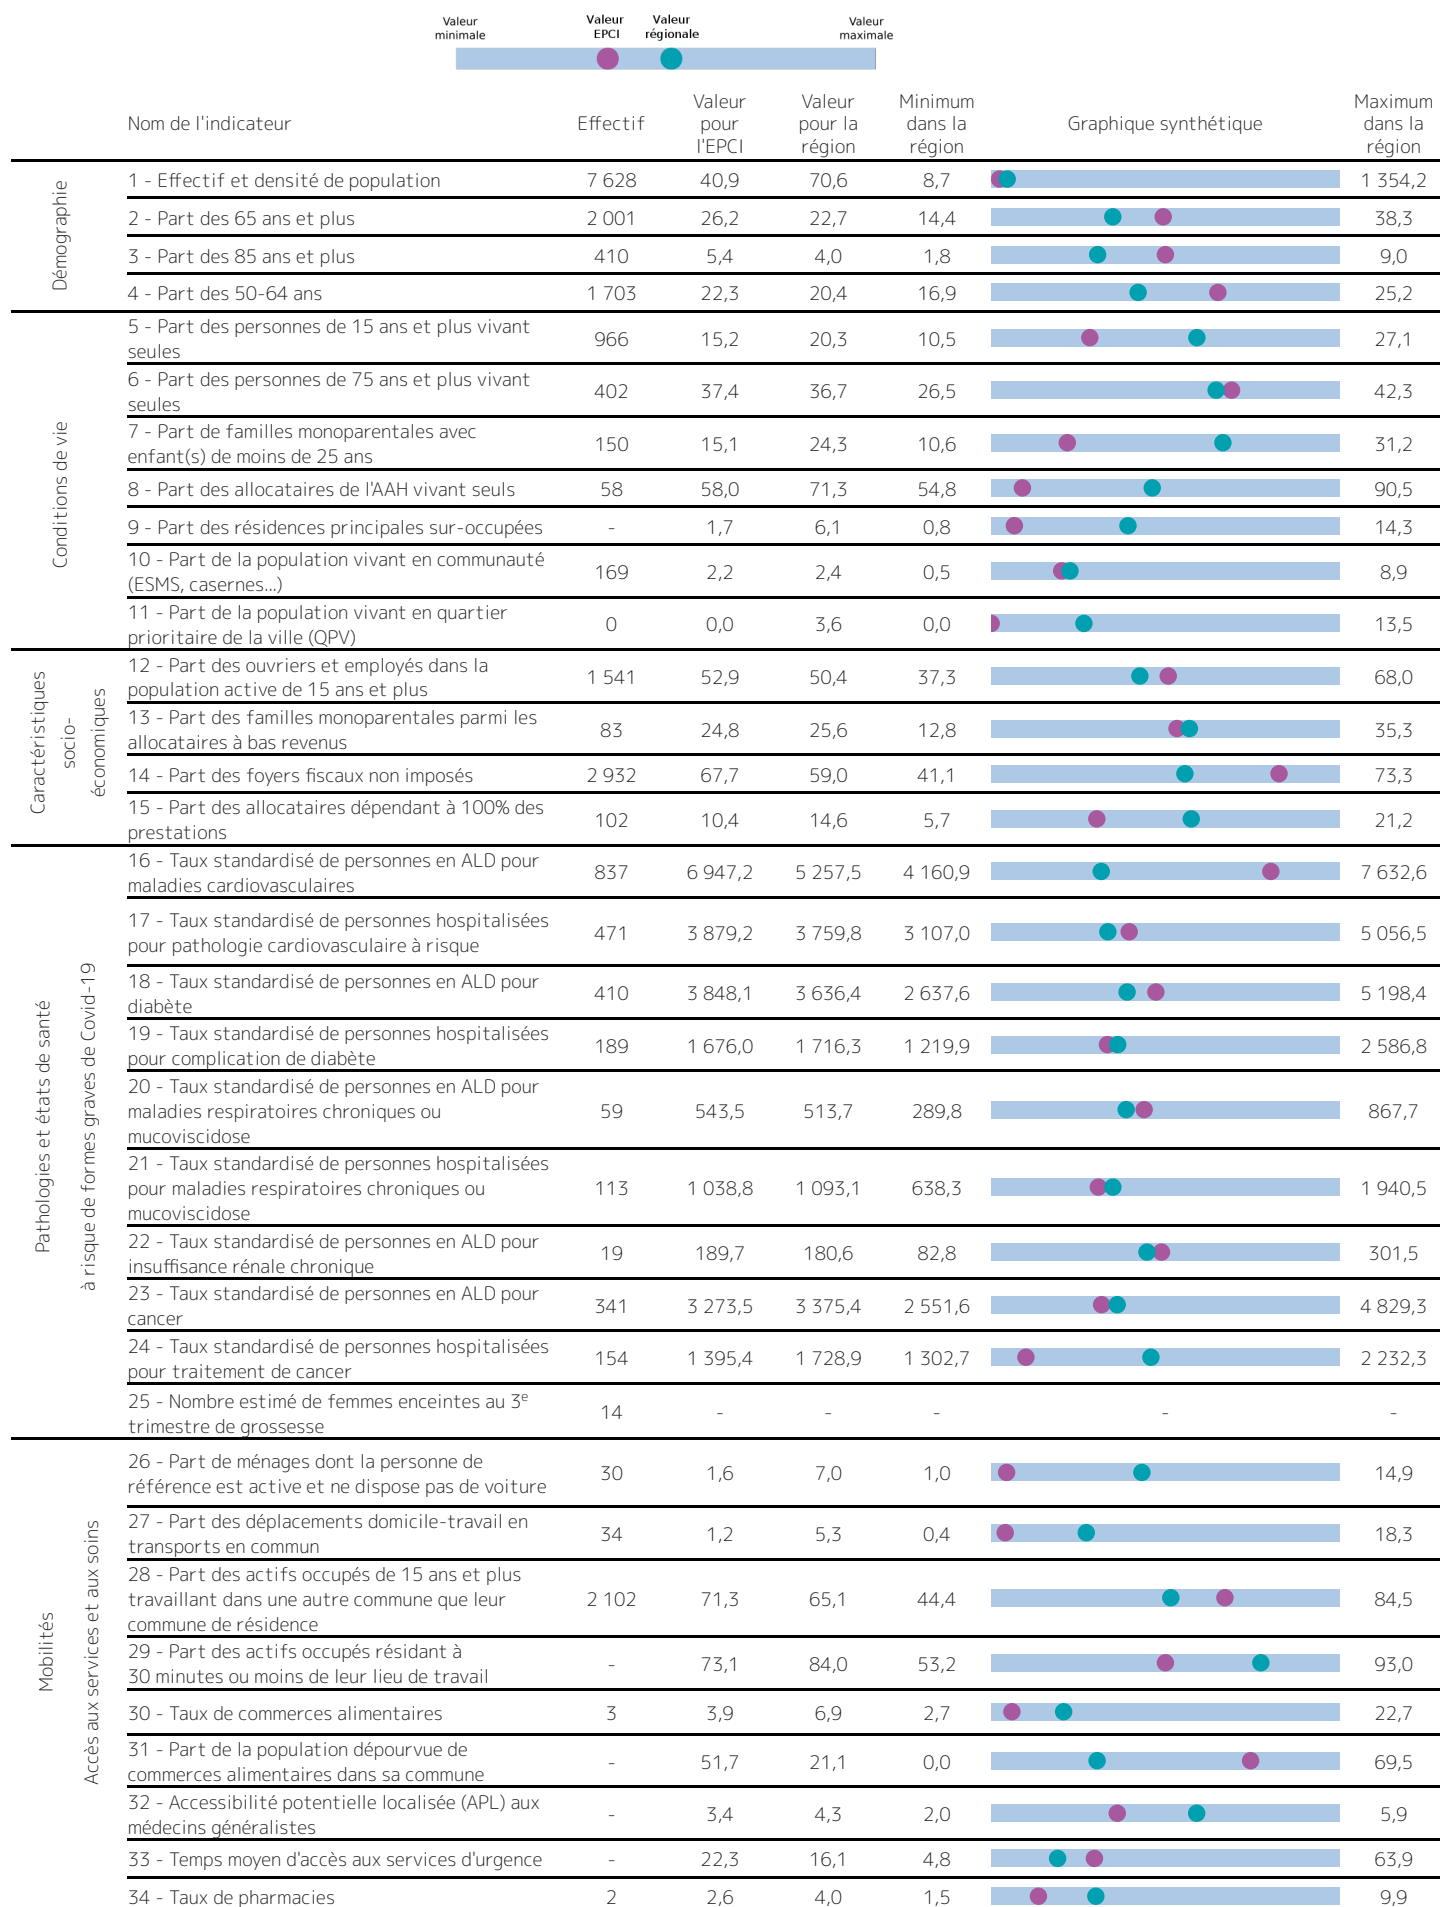 Valeur minimale
Valeur EPCI
Valeur régionale
Valeur maximale
Nom de l'indicateur
Effectif
Valeur pour l'EPCI
Valeur pour la région
Minimum dans la région
Graphique synthétique
Maximum dans la région
Démographie
1 - Effectif et densité de population 7 628 40,9 70,6 8,7 1 354,2
2 - Part des 65 ans et plus 2 001 26,2 22,7 14,4 38,3
3 - Part des 85 ans et plus 410 5,4 4,0 1,8 9,0
4 - Part des 50-64 ans 1 703 22,3 20,4 16,9 25,2
Conditions de vie
5 - Part des personnes de 15 ans et plus vivant
seules 966 15,2 20,3 10,5 27,1
6 - Part des personnes de 75 ans et plus vivant
seules 402 37,4 36,7 26,5 42,3
7 - Part de familles monoparentales avec
enfant(s) de moins de 25 ans 150 15,1 24,3 10,6 31,2
8 - Part des allocataires de l'AAH vivant seuls 58 58,0 71,3 54,8 90,5
9 - Part des résidences principales sur-occupées - 1,7 6,1 0,8 14,3
10 - Part de la population vivant en communauté
(ESMS, casernes...) 169 2,2 2,4 0,5 8,9
11 - Part de la population vivant en quartier
prioritaire de la ville (QPV) 0 0,0 3,6 0,0 13,5
Caractéristiques
socio-
économiques
12 - Part des ouvriers et employés dans la
population active de 15 ans et plus 1 541 52,9 50,4 37,3 68,0
13 - Part des familles monoparentales parmi les
allocataires à bas revenus 83 24,8 25,6 12,8 35,3
14 - Part des foyers fiscaux non imposés 2 932 67,7 59,0 41,1 73,3
15 - Part des allocataires dépendant à 100% des
prestations 102 10,4 14,6 5,7 21,2
Pathologies et états de santé
à risque de formes graves de Covid-19
16 - Taux standardisé de personnes en ALD pour
maladies cardiovasculaires 837 6 947,2 5 257,5 4 160,9 7 632,6
17 - Taux standardisé de personnes hospitalisées
pour pathologie cardiovasculaire à risque 471 3 879,2 3 759,8 3 107,0 5 056,5
18 - Taux standardisé de personnes en ALD pour
diabète 410 3 848,1 3 636,4 2 637,6 5 198,4
19 - Taux standardisé de personnes hospitalisées
pour complication de diabète 189 1 676,0 1 716,3 1 219,9 2 586,8
20 - Taux standardisé de personnes en ALD pour
maladies respiratoires chroniques ou
mucoviscidose 59 543,5 513,7 289,8 867,7
21 - Taux standardisé de personnes hospitalisées
pour maladies respiratoires chroniques ou
mucoviscidose 113 1 038,8 1 093,1 638,3 1 940,5
22 - Taux standardisé de personnes en ALD pour
insuffisance rénale chronique 19 189,7 180,6 82,8 301,5
23 - Taux standardisé de personnes en ALD pour
cancer 341 3 273,5 3 375,4 2 551,6 4 829,3
24 - Taux standardisé de personnes hospitalisées
pour traitement de cancer 154 1 395,4 1 728,9 1 302,7 2 232,3
25 - Nombre estimé de femmes enceintes au 3e
trimestre de grossesse 14 - - - - -
Mobilités
Accès aux services et aux soins
26 - Part de ménages dont la personne de
référence est active et ne dispose pas de voiture 30 1,6 7,0 1,0 14,9
27 - Part des déplacements domicile-travail en
transports en commun 34 1,2 5,3 0,4 18,3
28 - Part des actifs occupés de 15 ans et plus
travaillant dans une autre commune que leur
commune de résidence 2 102 71,3 65,1 44,4 84,5
29 - Part des actifs occupés résidant à
30 minutes ou moins de leur lieu de travail - 73,1 84,0 53,2 93,0
30 - Taux de commerces alimentaires 3 3,9 6,9 2,7 22,7
31 - Part de la population dépourvue de
commerces alimentaires dans sa commune - 51,7 21,1 0,0 69,5
32 - Accessibilité potentielle localisée (APL) aux
médecins généralistes - 3,4 4,3 2,0 5,9
33 - Temps moyen d'accès aux services d'urgence - 22,3 16,1 4,8 63,9
34 - Taux de pharmacies 2 2,6 4,0 1,5 9,9